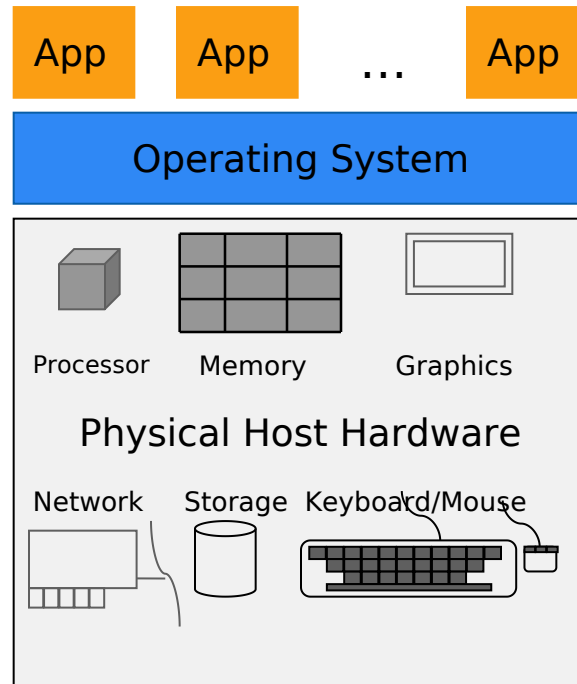 App App ... App
Operating System
Processor Memory Graphics
Physical Host Hardware
Network Storage Keyboard/Mouse